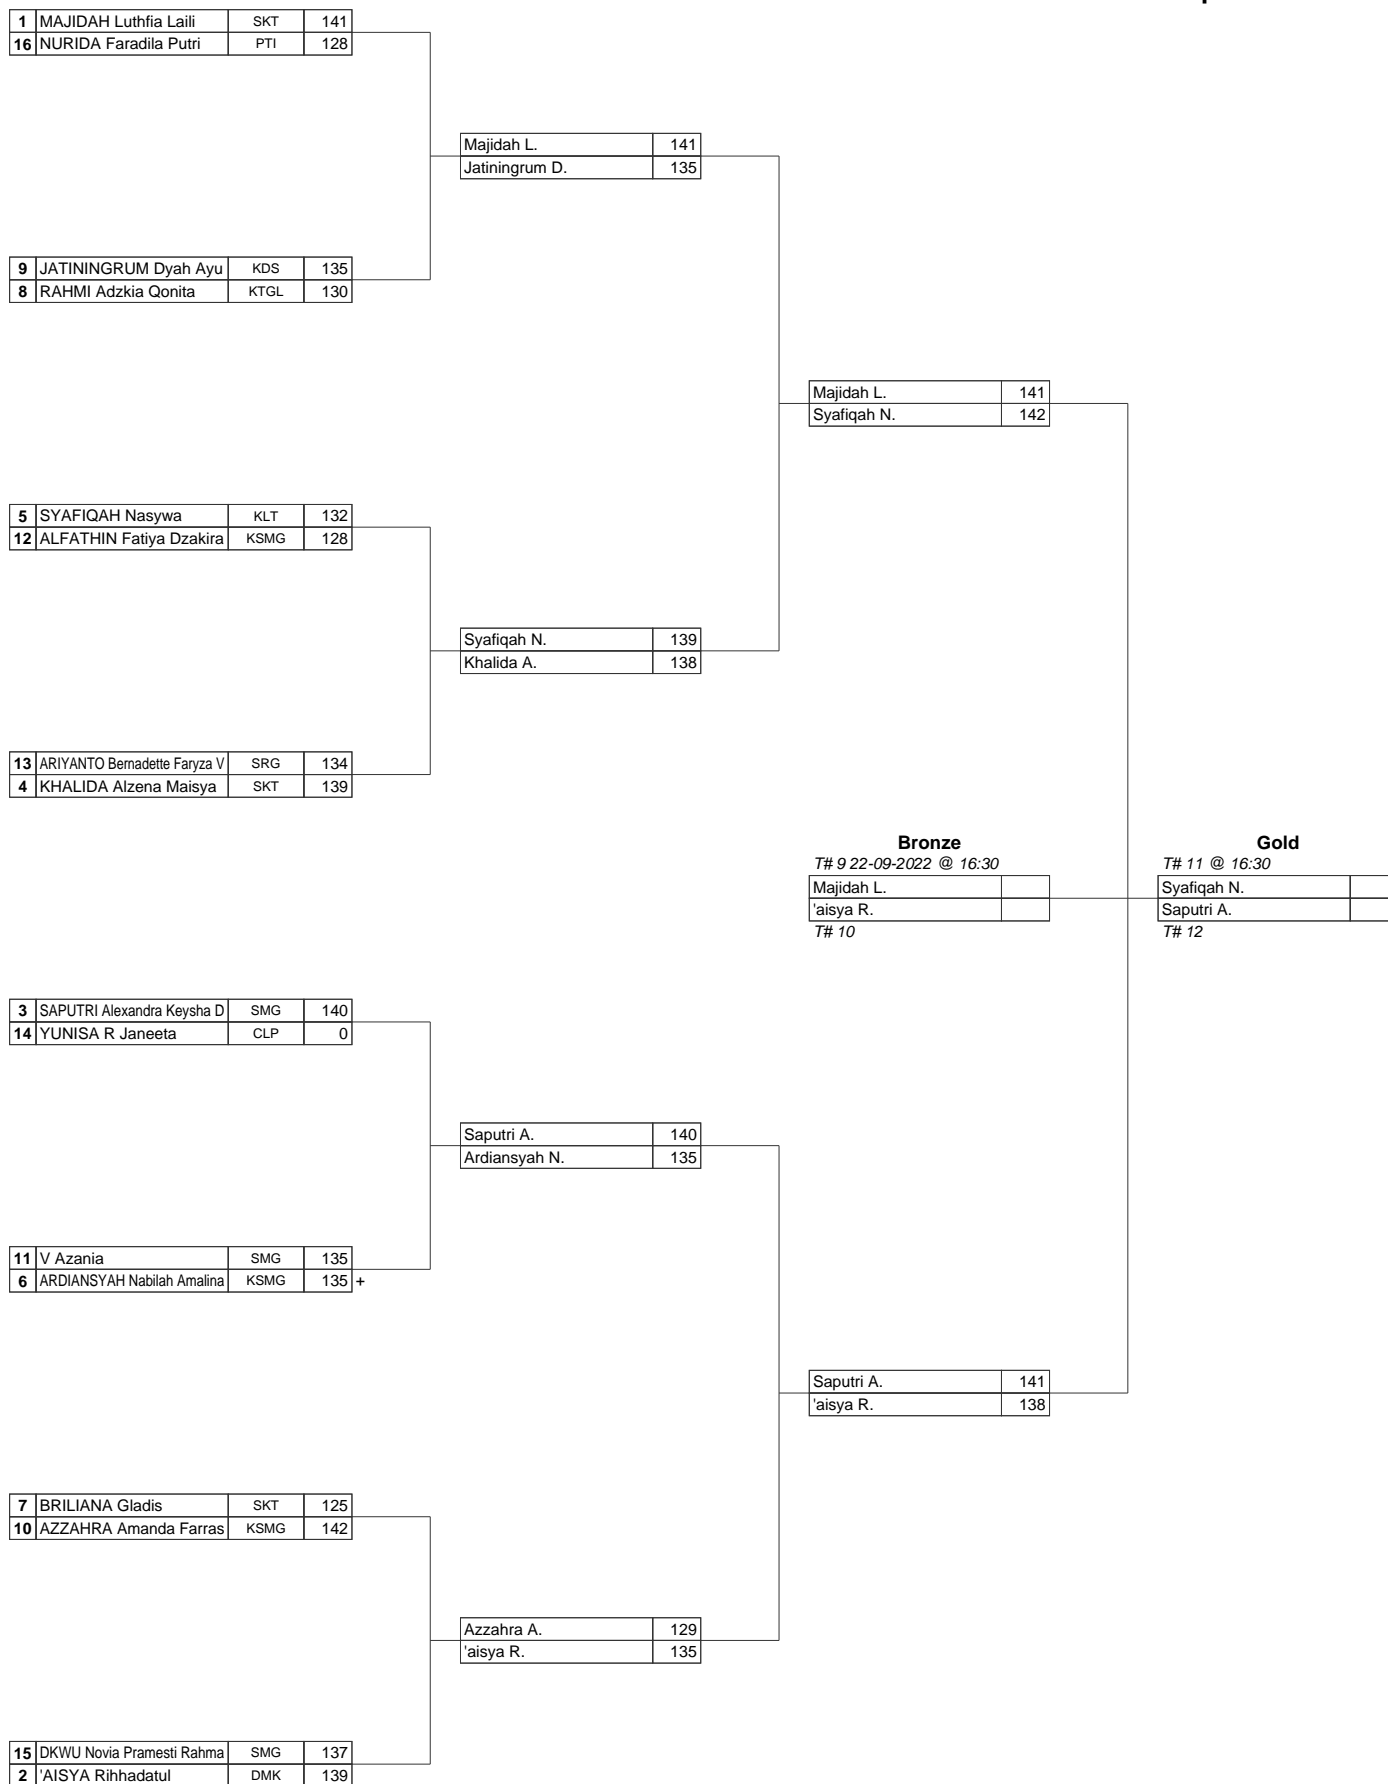 1 MAJIDAH Luthfia Laili SKT 141
16 NURIDA Faradila Putri PTI 128
Majidah L. 141
Jatiningrum D. 135
9 JATININGRUM Dyah Ayu KDS 135
8 RAHMI Adzkia Qonita KTGL 130
Majidah L. 141
Syafiqah N. 142
5 SYAFIQAH Nasywa KLT 132
12 ALFATHIN Fatiya Dzakira KSMG 128
Syafiqah N. 139
Khalida A. 138
13 ARIYANTO Bernadette Faryza V SRG 134
4 KHALIDA Alzena Maisya SKT 139
Bronze Gold
T# 9 22-09-2022 @ 16:30 T# 11 @ 16:30
Majidah L. Syafiqah N.
'aisya R. Saputri A.
T# 10 T# 12
3 SAPUTRI Alexandra Keysha D SMG 140
14 YUNISA R Janeeta CLP 0
Saputri A. 140
Ardiansyah N. 135
11 V Azania SMG 135
6 ARDIANSYAH Nabilah Amalina KSMG 135 +
Saputri A. 141
'aisya R. 138
7 BRILIANA Gladis SKT 125
10 AZZAHRA Amanda Farras KSMG 142
Azzahra A. 129
'aisya R. 135
15 DKWU Novia Pramesti Rahma SMG 137
2 'AISYA Rihhadatul DMK 139